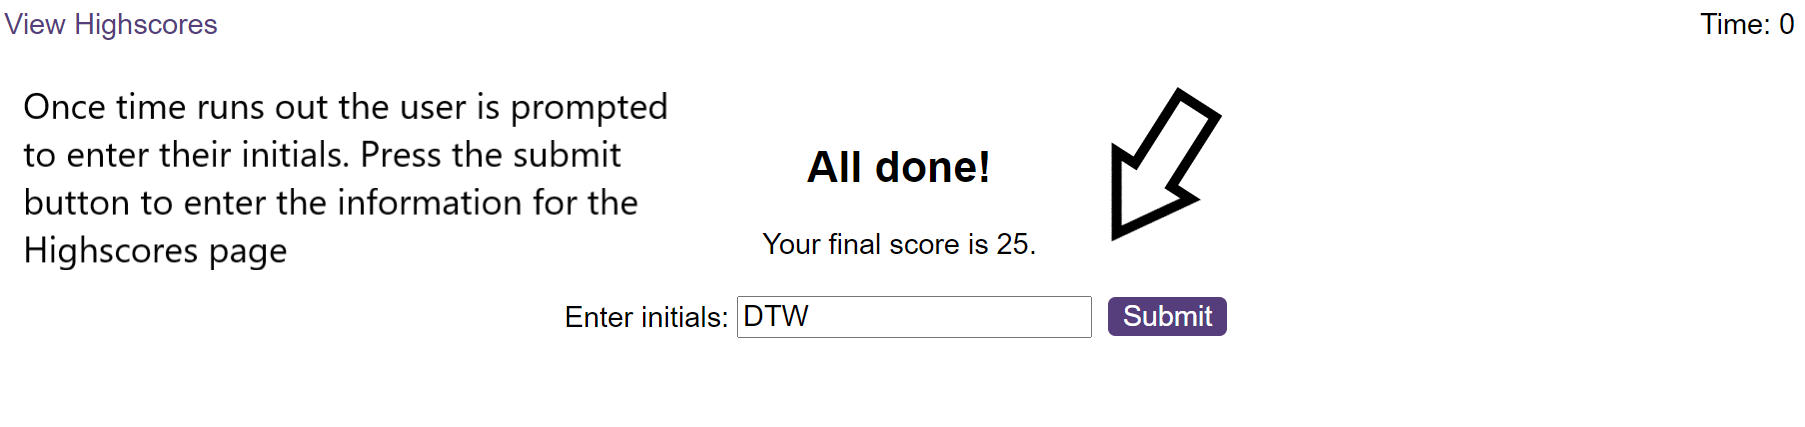 View Highscores
Time: 0
Once time runs out the user is prompted
to enter their initials. Press the submit
button to enter the information for the
Highscores page
All done!
Your final score is 25.
Enter initials: DTW Submit